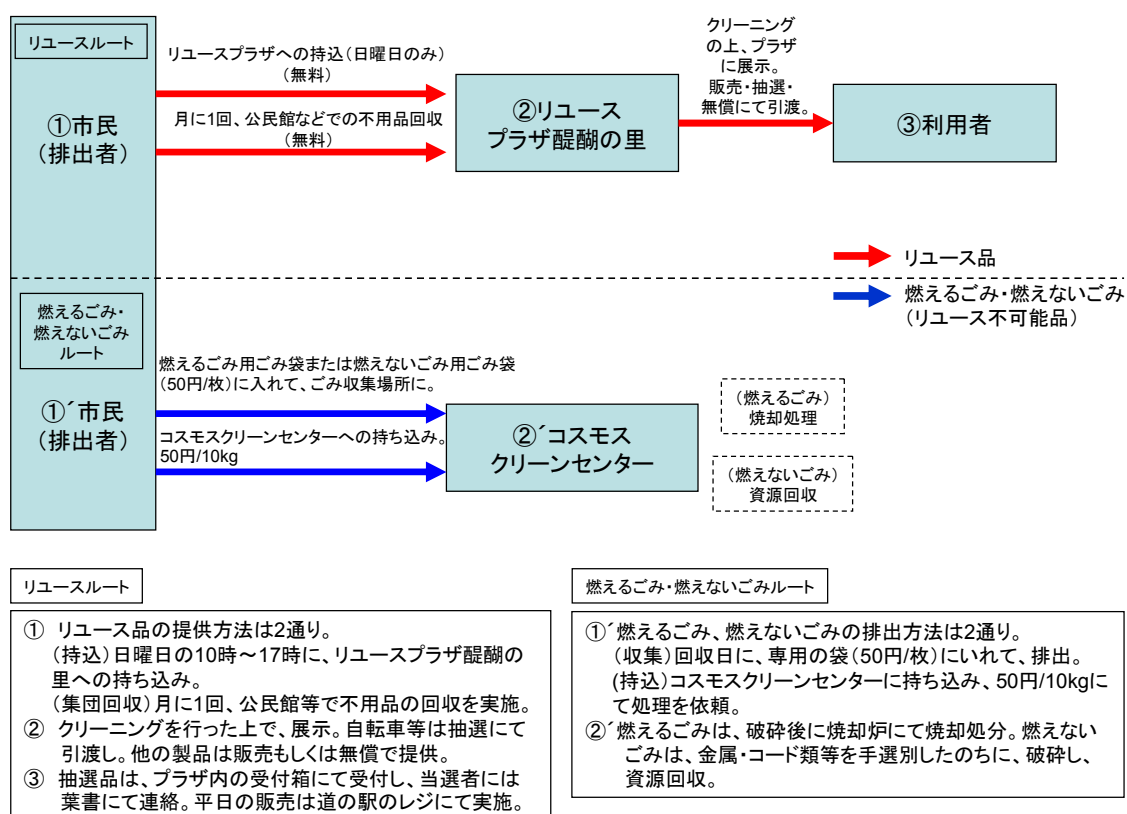 リユースルート
①市民
（排出者）
リユースプラザへの持込（日曜日のみ）
（無料）
月に1回、公民館などでの不用品回収
（無料）
②リユース
プラザ醍醐の里
クリーニング
の上、プラザ
に展示。
販売・抽選・
無償にて引渡。
③利用者
リユース品
燃えるごみ・燃えないごみ
（リユース不可能品）
燃えるごみ・
燃えないごみ
ルート
①´市民
（排出者）
燃えるごみ用ごみ袋または燃えないごみ用ごみ袋
（50円/枚）に入れて、ごみ収集場所に。
コスモスクリーンセンターへの持ち込み。
50円/10kg
②´コスモス
クリーンセンター
（燃えるごみ）
焼却処理
（燃えないごみ）
資源回収
リユースルート
① リユース品の提供方法は2通り。
（持込）日曜日の10時～17時に、リユースプラザ醍醐の
里への持ち込み。
（集団回収）月に1回、公民館等で不用品の回収を実施。
② クリーニングを行った上で、展示。自転車等は抽選にて
引渡し。他の製品は販売もしくは無償で提供。
③ 抽選品は、プラザ内の受付箱にて受付し、当選者には
葉書にて連絡。平日の販売は道の駅のレジにて実施。
燃えるごみ・燃えないごみルート
①´燃えるごみ、燃えないごみの排出方法は2通り。
（収集）回収日に、専用の袋（50円/枚）にいれて、排出。
(持込）コスモスクリーンセンターに持ち込み、50円/10kgに
て処理を依頼。
②´燃えるごみは、破砕後に焼却炉にて焼却処分。燃えない
ごみは、金属・コード類等を手選別したのちに、破砕し、
資源回収。